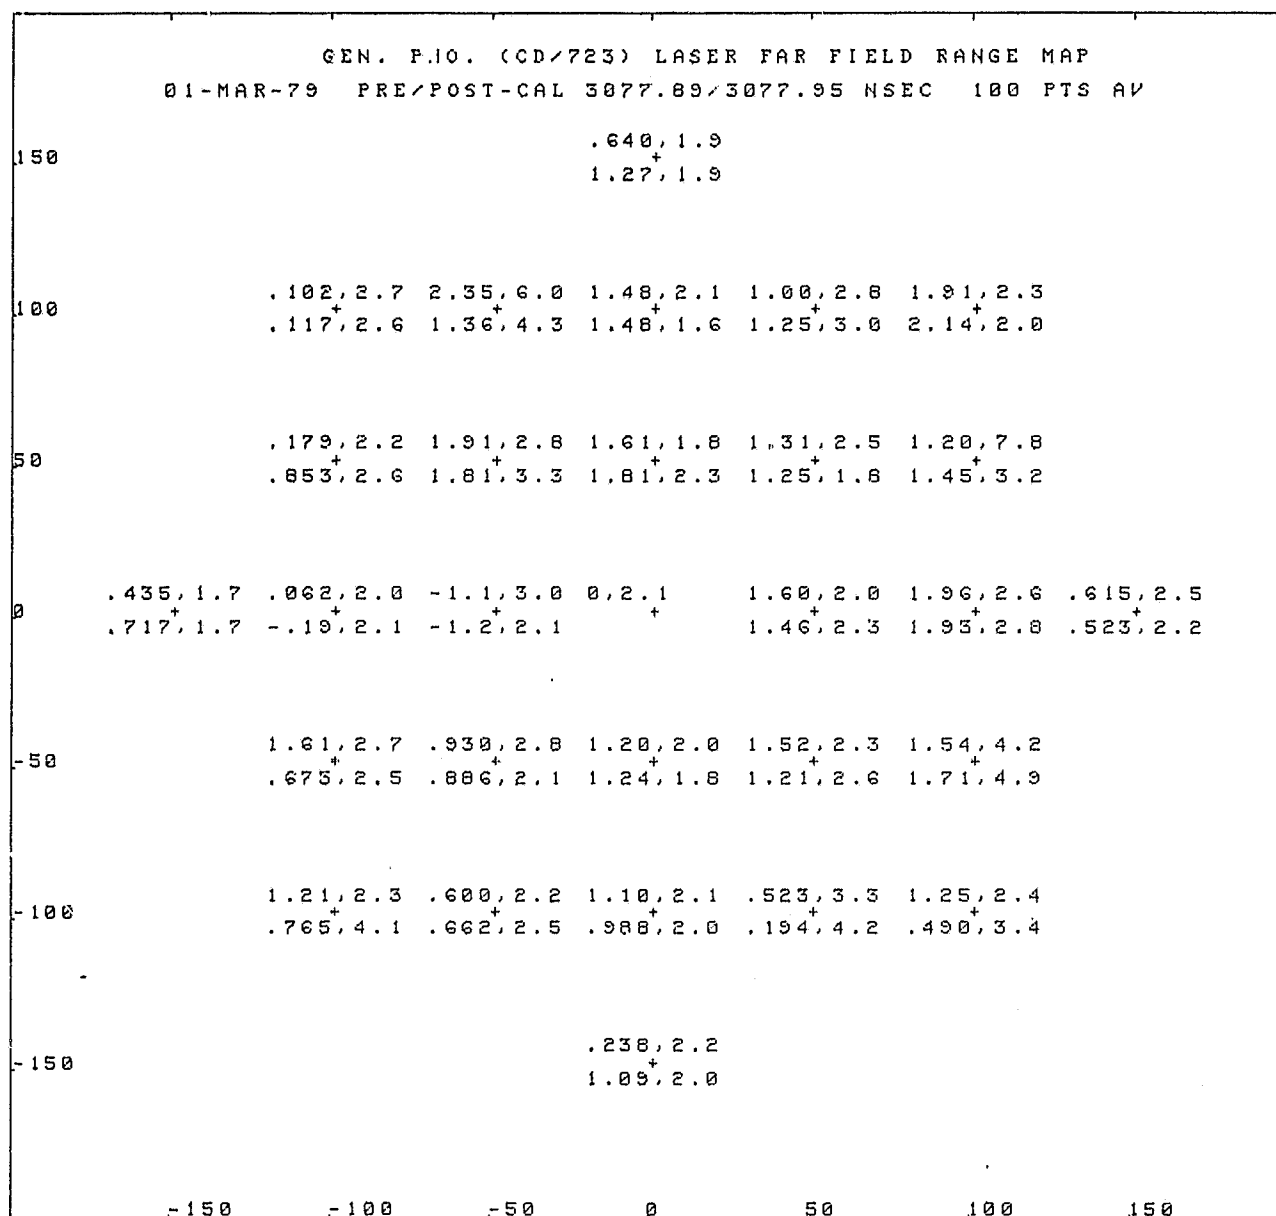 GEN. P.IO. (CD/723) LASER FAR FIELD RANGE MAP
01-MAR-79 PRE/POST-CAL 3077.89/3077.95 NSEC 100 PTS AV
.640,1.9
150
1.27,1.9
.102,2.7 2.35,6.0 1.48,2.1 1.00,2.8 1.91,2.3
100
.117,2.6 1.36,4.3 1.48,1.6 1.25,3.0 2.14,2.0
.179,2.2 1.91,2.8 1.61,1.8 1.31,2.5 1.20,7.8
50
.853,2.6 1.81,3.3 1.81,2.3 1.25,1.8 1.45,3.2
.435,1.7 .062,2.0 -1.1,3.0 0,2.1 1.60,2.0 1.96,2.6 .615,2.5
0
.717,1.7 -.19,2.1 -1.2,2.1 1.46,2.3 1.93,2.8 .523,2.2
1.61,2.7 .930,2.8 1.20,2.0 1.52,2.3 1.54,4.2
-50
.675,2.5 .886,2.1 1.24,1.8 1.21,2.6 1.71,4.9
1.21,2.3 .600,2.2 1.10,2.1 .523,3.3 1.25,2.4
-100
.765,4.1 .662,2.5 .988,2.0 .194,4.2 .490,3.4
.238,2.2
-150
1.09,2.0
-150 -100 -50 0 50 100 150